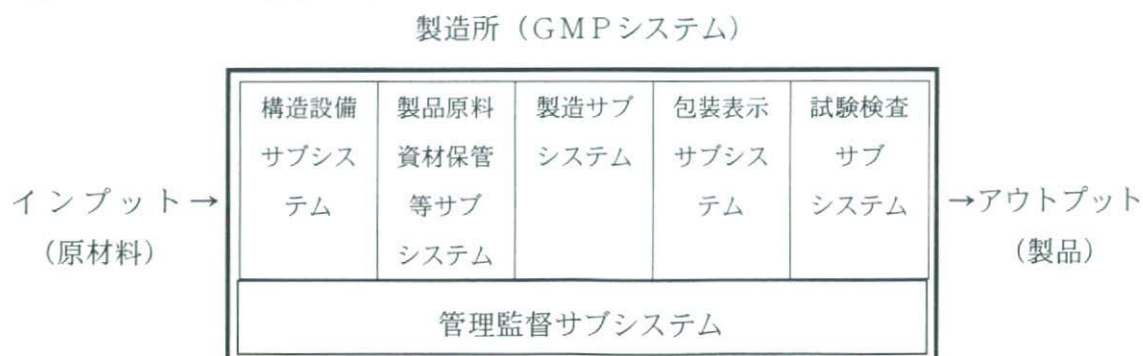 製造所（ＧＭＰシステム）
構造設備
サブシス
テム
製品原料
資材保管
等サブ
システム
製造サブ
システム
包装表示
サブシス
テム
試験検査
サブ
システム
インプット→
（原材料）
→アウトプット
（製品）
管理監督サブシステム